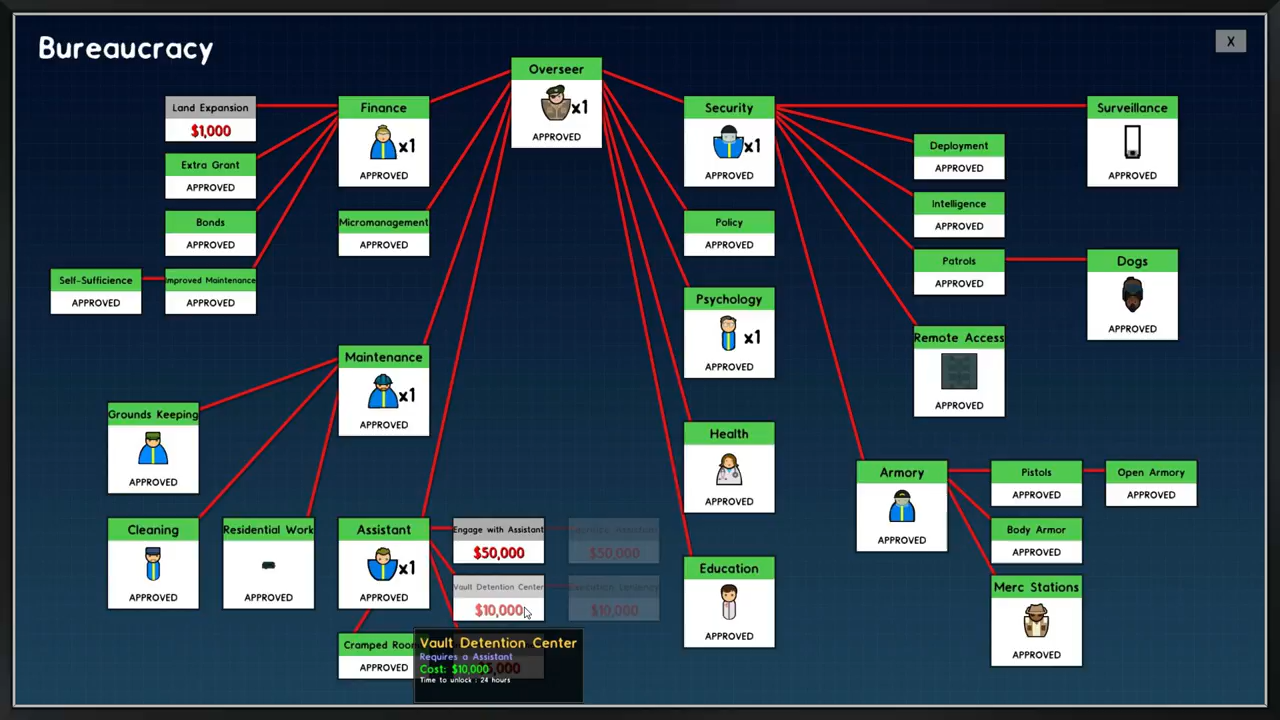 Bureaucracy
X
Overseer
x1
APPROVED
Land Expansion
$1,000
Finance
x1
APPROVED
Extra Grant
APPROVED
Bonds
APPROVED
Micromanagement
APPROVED
Self-Sufficience
APPROVED
Improved Maintenance
APPROVED
Maintenance
x1
APPROVED
Grounds Keeping
APPROVED
Cleaning
APPROVED
Residential Work
APPROVED
Assistant
x1
APPROVED
Engage with Assistant
$50,000
$50,000
Vault Detention Center
$10,000
$10,000
Cramped Room
APPROVED
Vault Detention Center
Requires a Assistant
Cost: $10,000
Time to unlock : 24 hours
Security
x1
APPROVED
Policy
APPROVED
Psychology
x1
APPROVED
Health
APPROVED
Education
APPROVED
Deployment
APPROVED
Intelligence
APPROVED
Patrols
APPROVED
Remote Access
APPROVED
Surveillance
APPROVED
Dogs
APPROVED
Armory
APPROVED
Pistols
APPROVED
Open Armory
APPROVED
Body Armor
APPROVED
Merc Stations
APPROVED